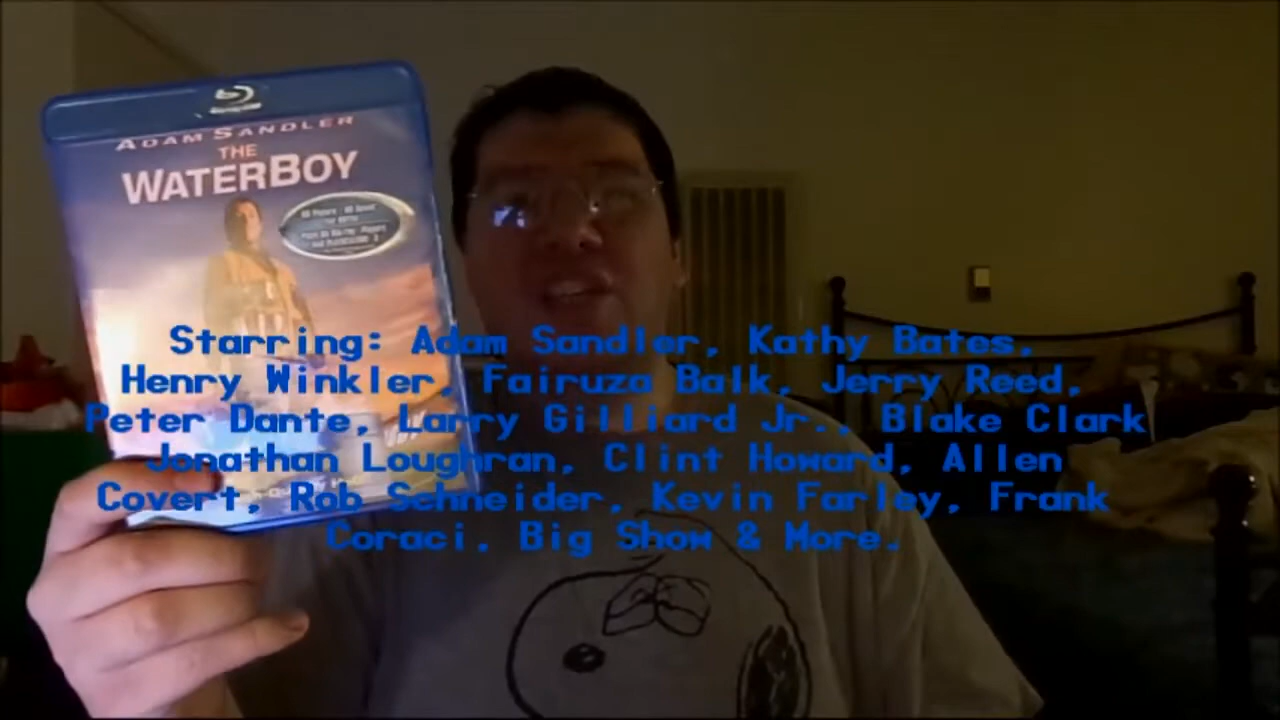 ADAM SANDLER
THE
WATERBOY
Starring: Adam Sandler, Kathy Bates,
Henry Winkler, Fairuza Balk, Jerry Reed,
Peter Dante, Larry Gilliard Jr., Blake Clark
Jonathan Loughran, Clint Howard, Allen
Covert, Rob Schneider, Kevin Farley, Frank
Coraci, Big Show & More.